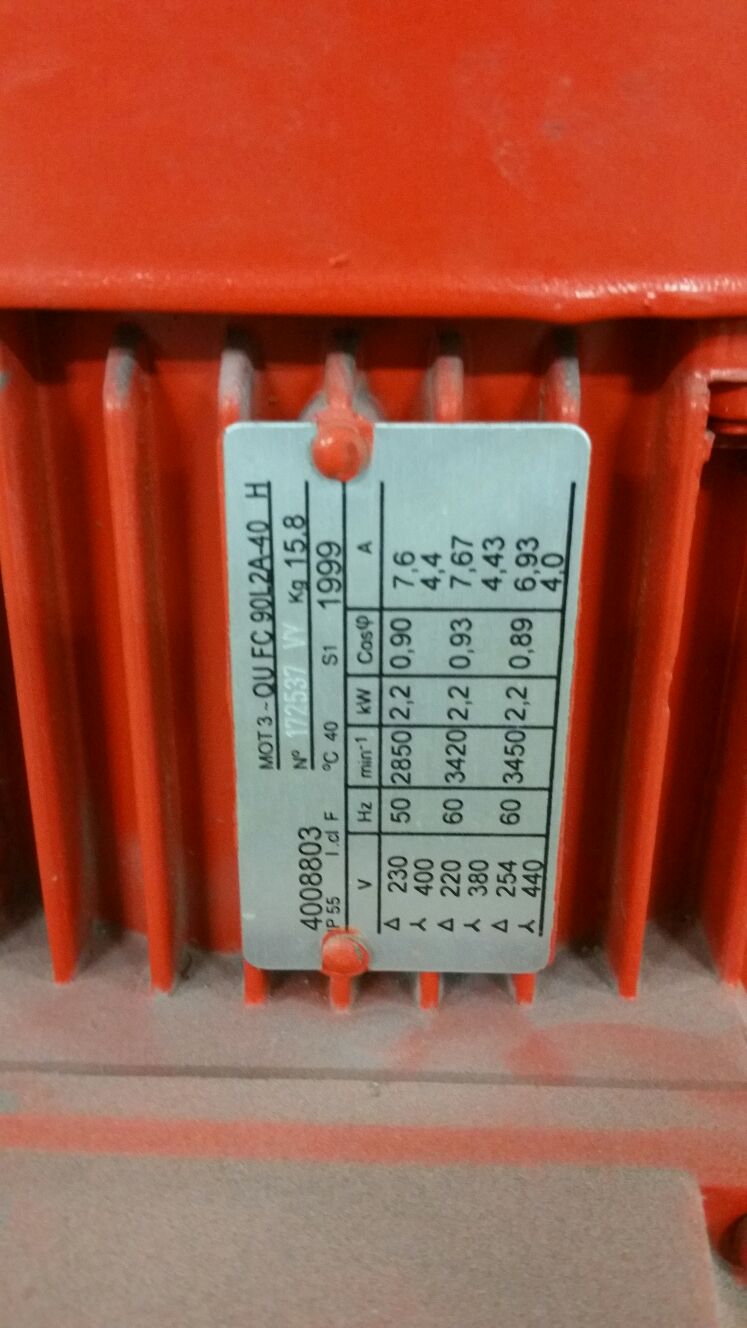 MOT 3 ~ QU FC 90L2A-40 H
4008803 Nº 172537 VY Kg 15.8
P 55 I.cl F ºC 40 S1 1999
V Hz min⁻¹ kW Cosφ A
Δ 230 50 2850 2,2 0,90 7,6
⅄ 400 4,4
Δ 220 60 3420 2,2 0,93 7,67
⅄ 380 4,43
Δ 254 60 3450 2,2 0,89 6,93
⅄ 440 4,0